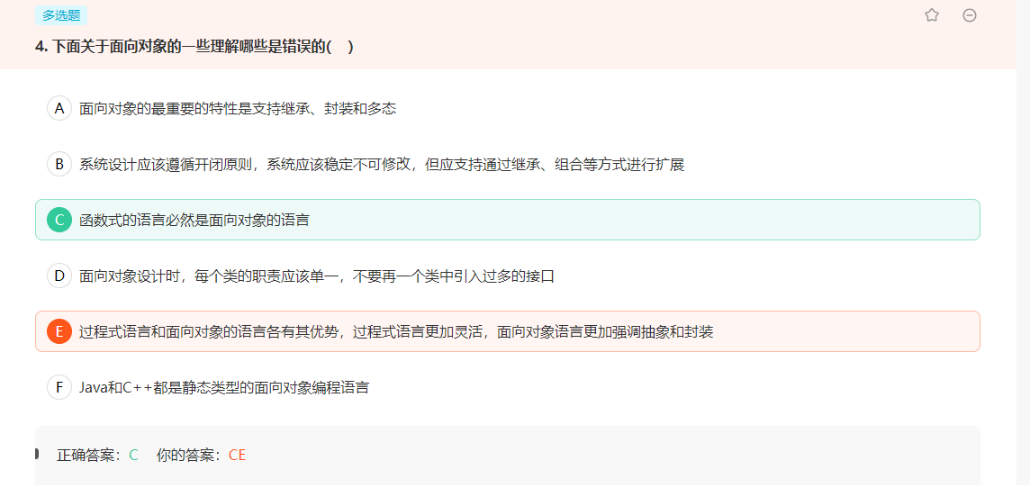 多选题
4. 下面关于面向对象的一些理解哪些是错误的( )
A 面向对象的最重要的特性是支持继承、封装和多态
B 系统设计应该遵循开闭原则，系统应该稳定不可修改，但应支持通过继承、组合等方式进行扩展
C 函数式的语言必然是面向对象的语言
D 面向对象设计时，每个类的职责应该单一，不要再一个类中引入过多的接口
E 过程式语言和面向对象的语言各有其优势，过程式语言更加灵活，面向对象语言更加强调抽象和封装
F Java和C++都是静态类型的面向对象编程语言
正确答案：C 你的答案：CE